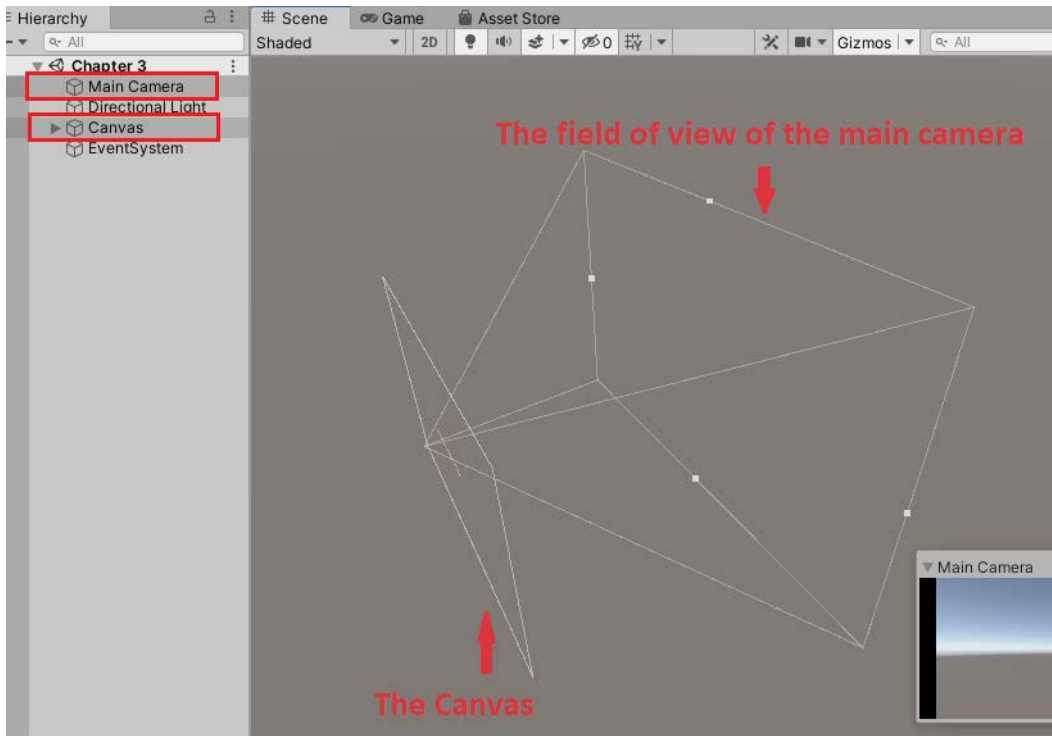 Hierarchy
Scene
Game
Asset Store
All
Shaded
2D
0
Gizmos
All
Chapter 3
Main Camera
Directional Light
Canvas
EventSystem
The field of view of the main camera
Main Camera
The Canvas